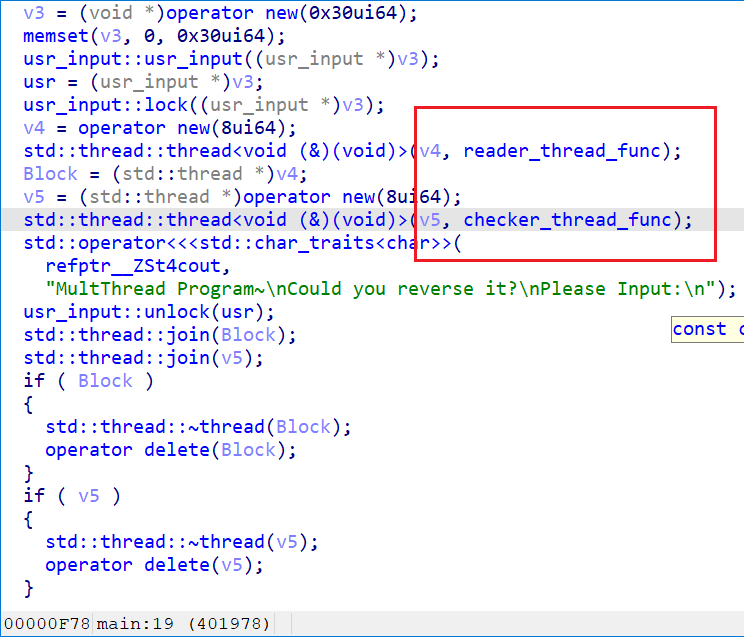 v3 = (void *)operator new(0x30ui64);
memset(v3, 0, 0x30ui64);
usr_input::usr_input((usr_input *)v3);
usr = (usr_input *)v3;
usr_input::lock((usr_input *)v3);
v4 = operator new(8ui64);
std::thread::thread<void (&)(void)>(v4, reader_thread_func);
Block = (std::thread *)v4;
v5 = (std::thread *)operator new(8ui64);
std::thread::thread<void (&)(void)>(v5, checker_thread_func);
std::operator<<<std::char_traits<char>>(
refptr__ZSt4cout,
"MultThread Program~\nCould you reverse it?\nPlease Input:\n");
usr_input::unlock(usr);
const c
std::thread::join(Block);
std::thread::join(v5);
if ( Block )
{
std::thread::~thread(Block);
operator delete(Block);
}
if ( v5 )
{
std::thread::~thread(v5);
operator delete(v5);
}
00000F78 main:19 (401978)